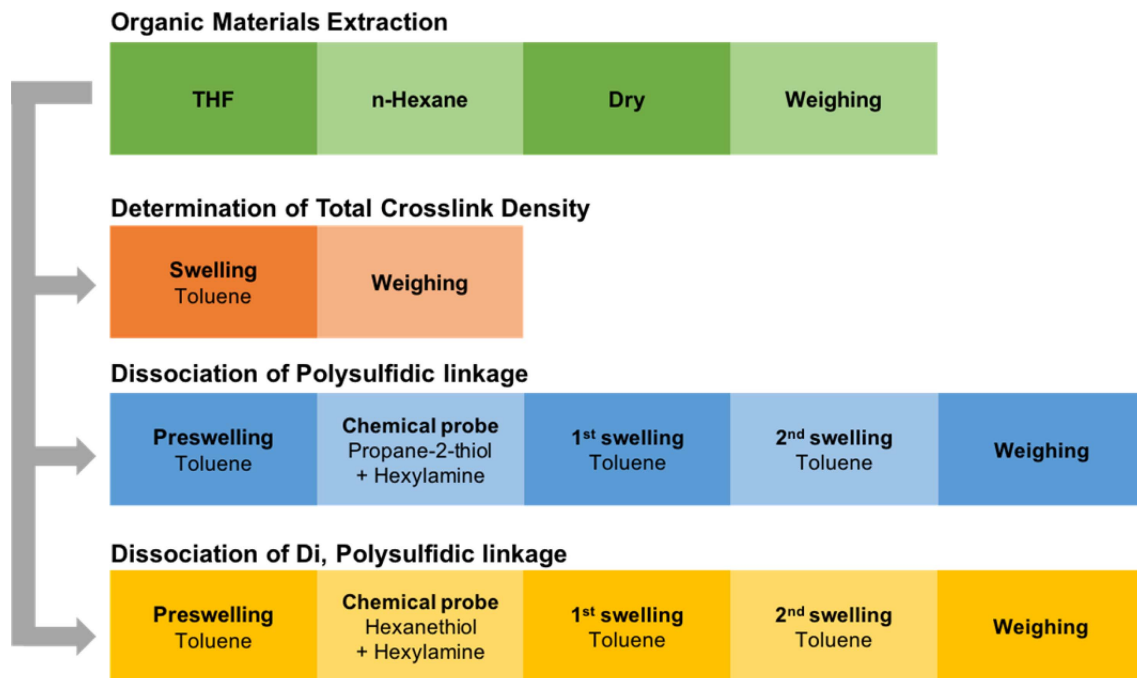 Organic Materials Extraction
THF
n-Hexane
Dry
Weighing
Determination of Total Crosslink Density
Swelling
Toluene
Weighing
Dissociation of Polysulfidic linkage
Preswelling
Toluene
Chemical probe
Propane-2-thiol
+ Hexylamine
1st swelling
Toluene
2nd swelling
Toluene
Weighing
Dissociation of Di, Polysulfidic linkage
Preswelling
Toluene
Chemical probe
Hexanethiol
+ Hexylamine
1st swelling
Toluene
2nd swelling
Toluene
Weighing